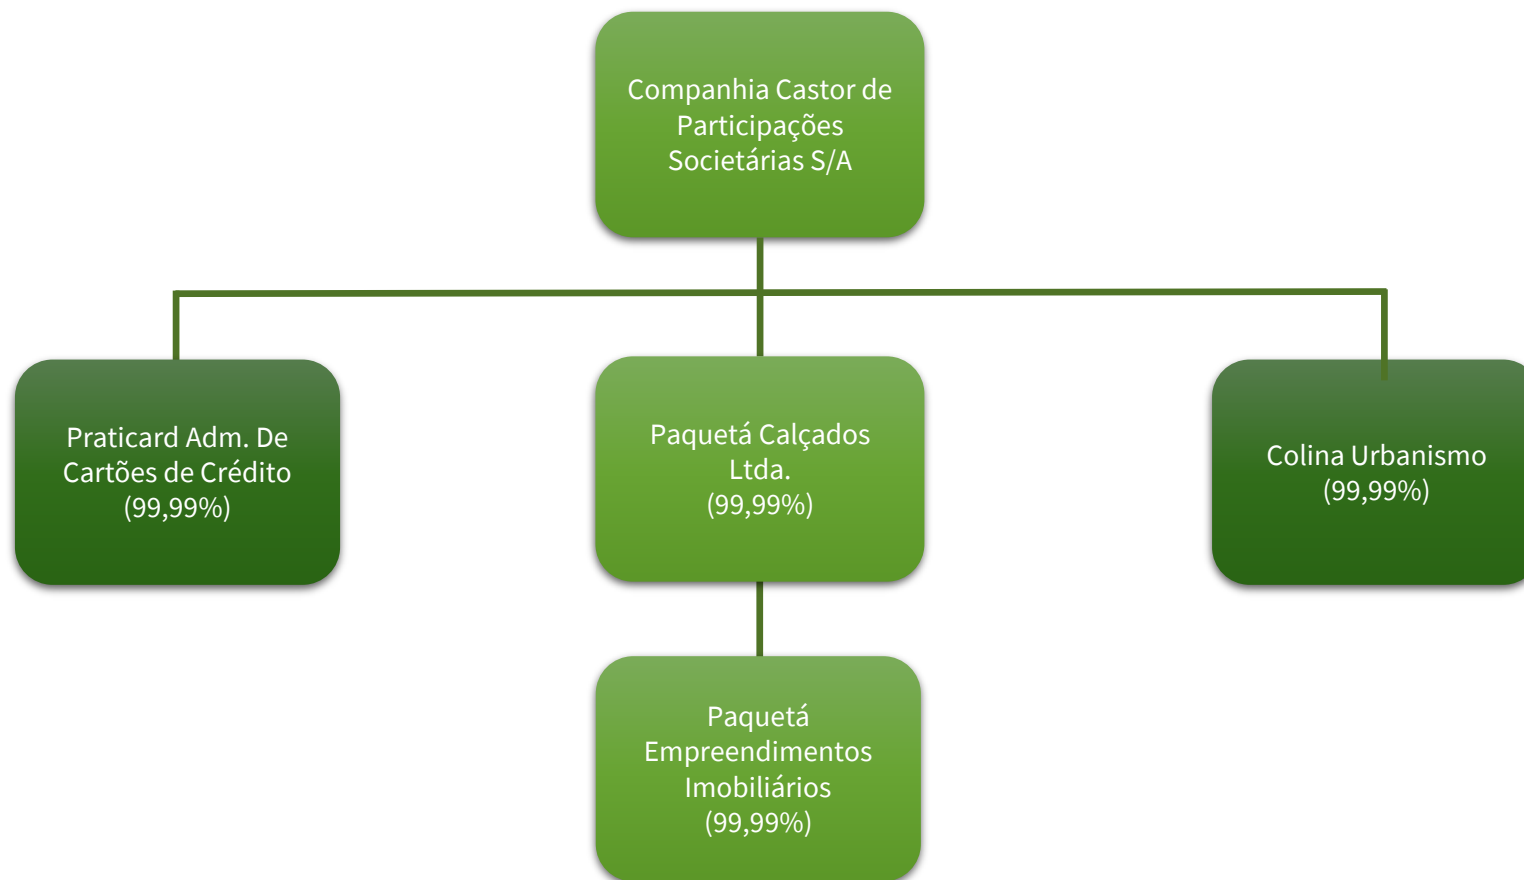 Companhia Castor de
Participações
Societárias S/A
Praticard Adm. De
Cartões de Crédito
(99,99%)
Paquetá Calçados
Ltda.
(99,99%)
Colina Urbanismo
(99,99%)
Paquetá
Empreendimentos
Imobiliários
(99,99%)